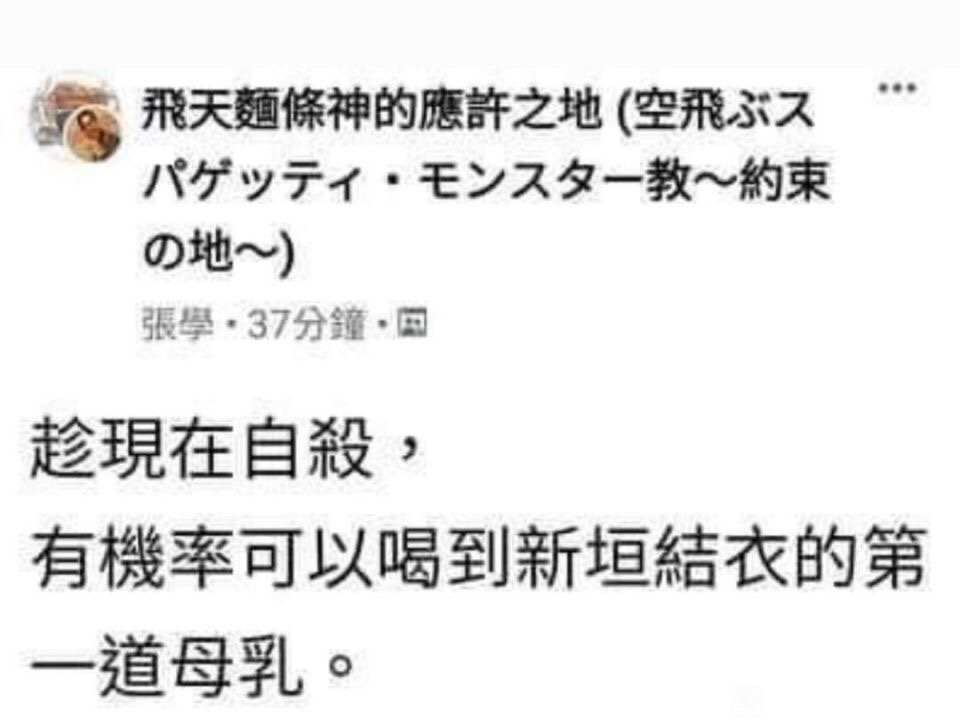 飛天麵條神的應許之地 (空飛ぶス
パゲッティ・モンスター教～約束
の地～)
張學・37分鐘・
趁現在自殺，
有機率可以喝到新垣結衣的第
一道母乳。